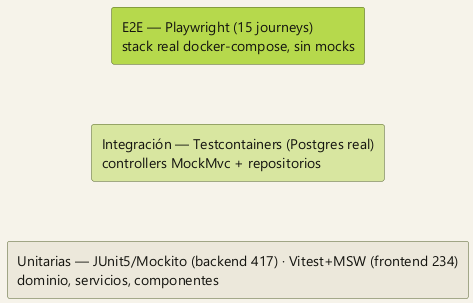 E2E — Playwright (15 journeys)
stack real docker-compose, sin mocks
Integración — Testcontainers (Postgres real)
controllers MockMvc + repositorios
Unitarias — JUnit5/Mockito (backend 417) · Vitest+MSW (frontend 234)
dominio, servicios, componentes